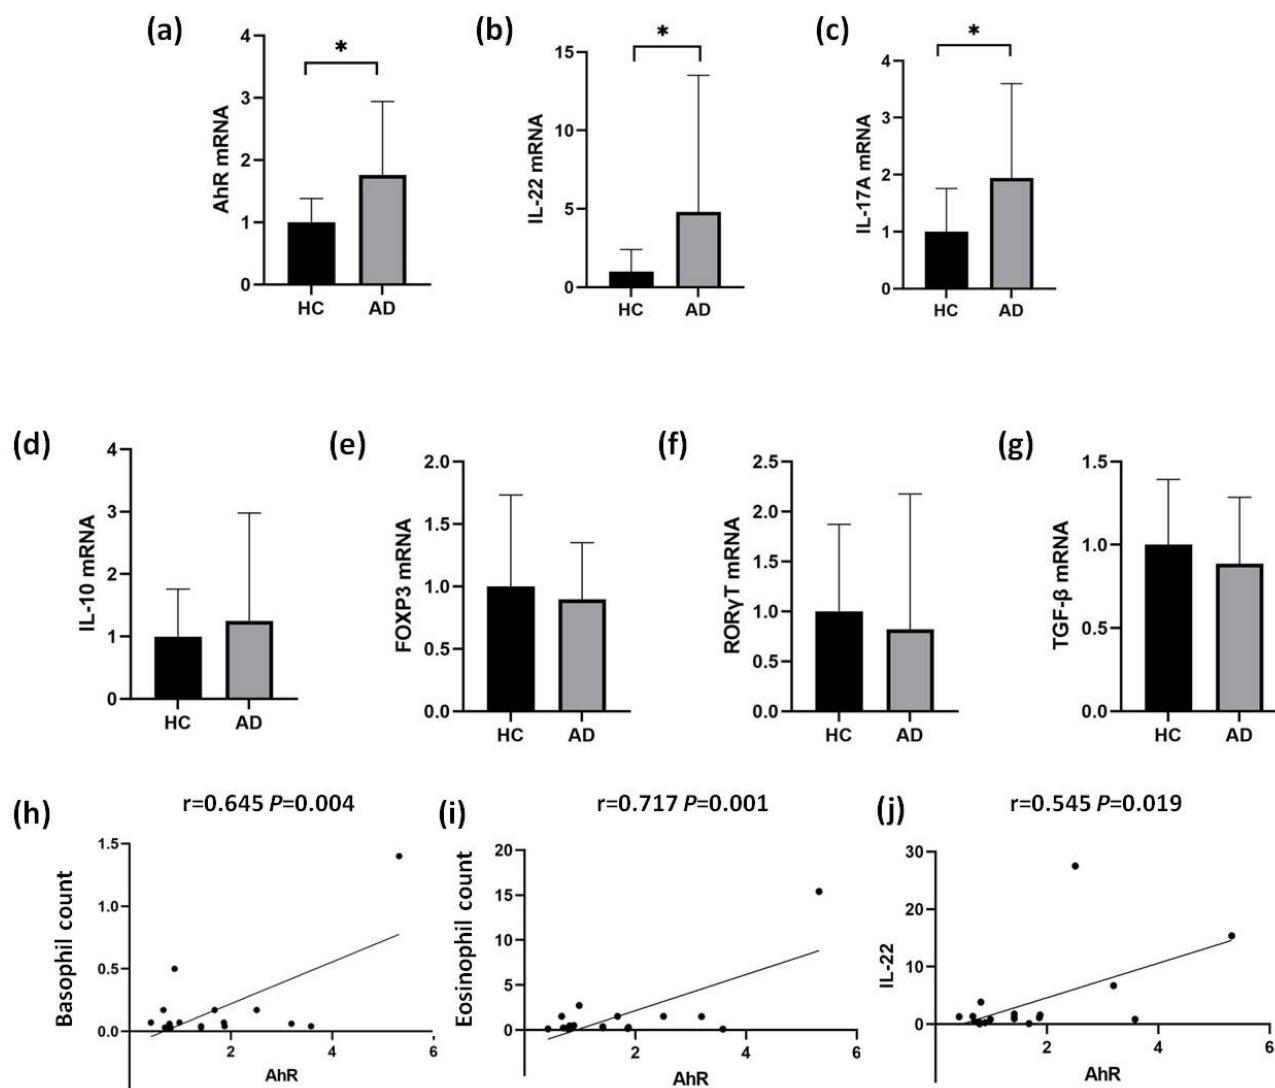 (a)
AhR mRNA
4
3
2
1
0
*
HC AD
(b)
IL-22 mRNA
15
10
5
0
*
HC AD
(c)
IL-17A mRNA
4
3
2
1
0
*
HC AD
(d)
IL-10 mRNA
4
3
2
1
0
HC AD
(e)
FOXP3 mRNA
2.0
1.5
1.0
0.5
0.0
HC AD
(f)
RORγT mRNA
2.5
2.0
1.5
1.0
0.5
0.0
HC AD
(g)
TGF-β mRNA
1.5
1.0
0.5
0.0
HC AD
(h)
r=0.645 P=0.004
Basophil count
1.5
1.0
0.5
0.0
2 4 6
AhR
(i)
r=0.717 P=0.001
Eosinophil count
20
15
10
5
0
2 4 6
AhR
(j)
r=0.545 P=0.019
IL-22
30
20
10
0
2 4 6
AhR